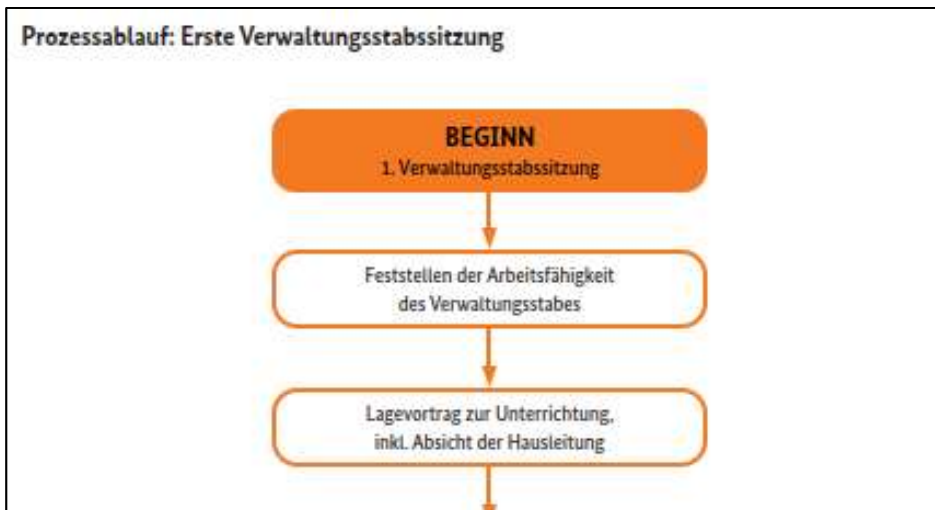 Prozessablauf: Erste Verwaltungsstabssitzung
BEGINN
1. Verwaltungsstabssitzung
Feststellen der Arbeitsfähigkeit
des Verwaltungsstabes
Lagevortrag zur Unterrichtung,
inkl. Absicht der Hausleitung